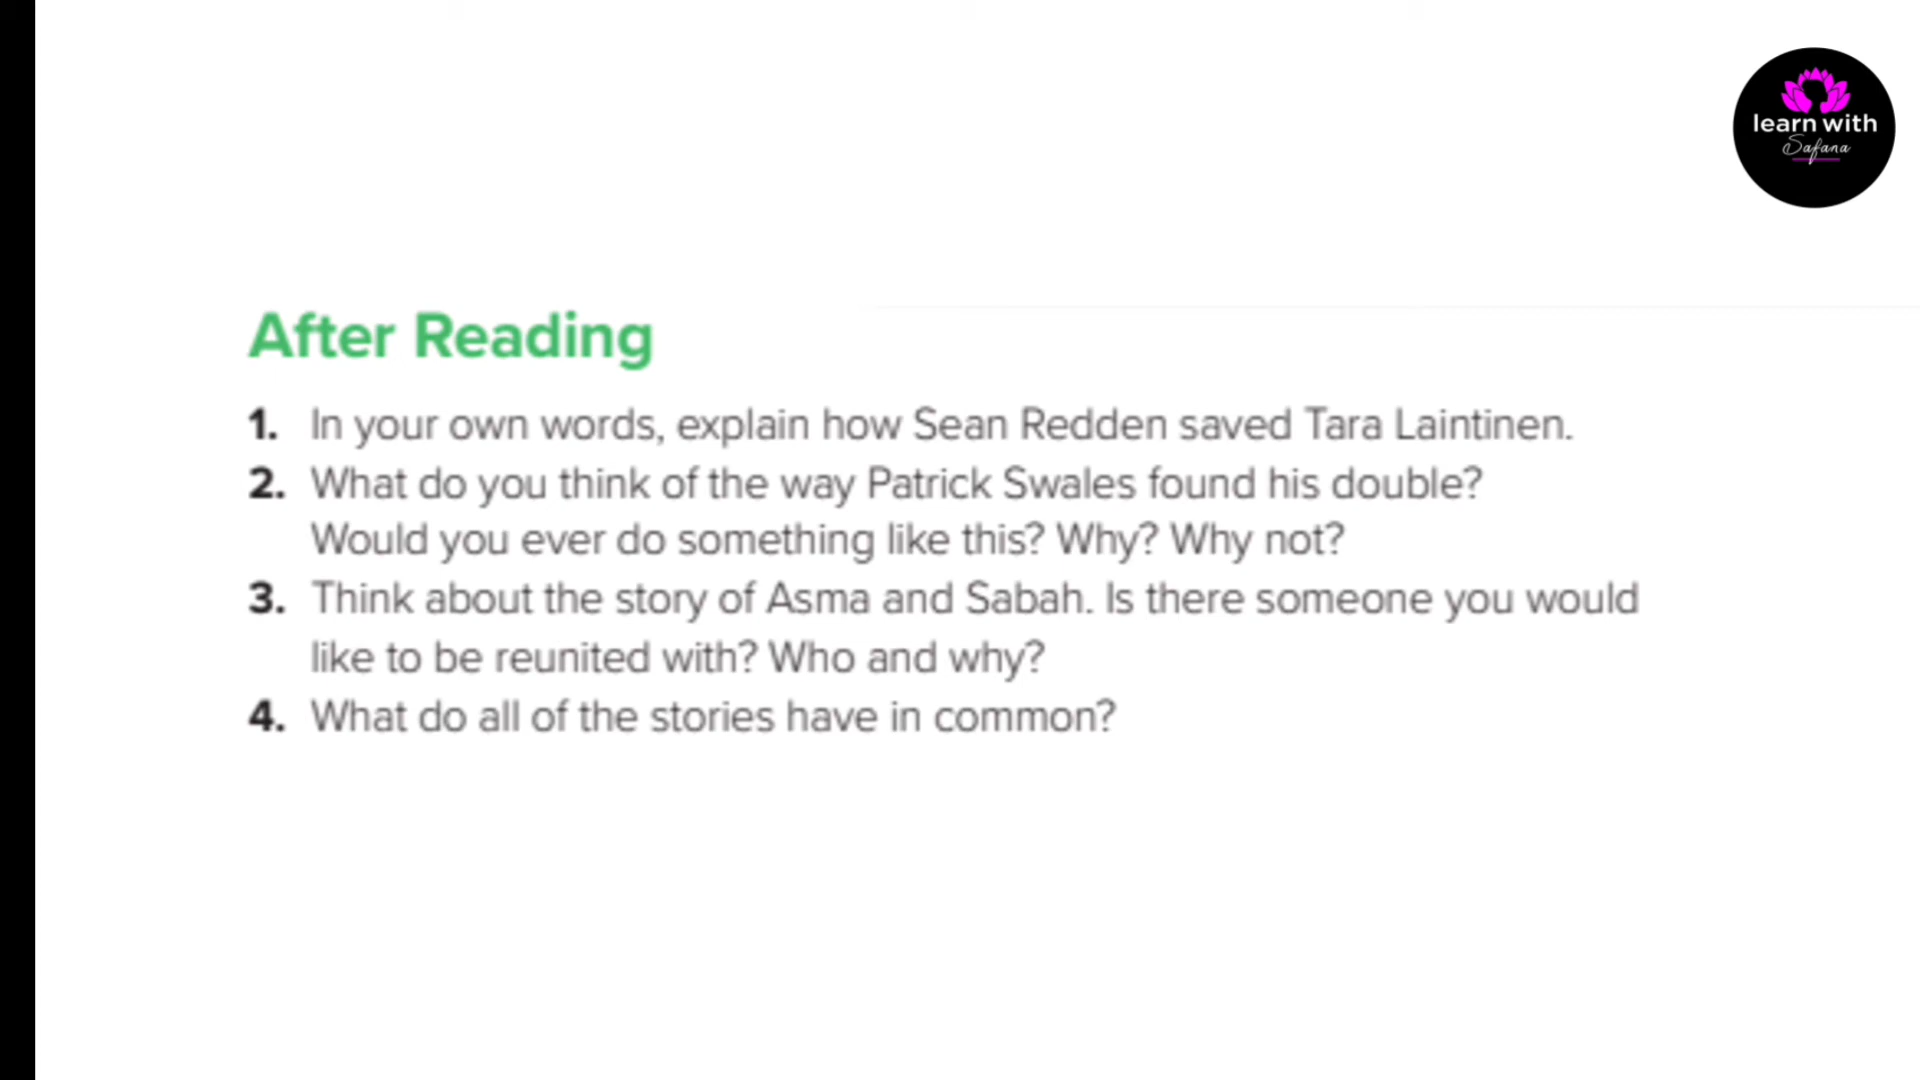 learn with
Safana
After Reading
1. In your own words, explain how Sean Redden saved Tara Laintinen.
2. What do you think of the way Patrick Swales found his double?
Would you ever do something like this? Why? Why not?
3. Think about the story of Asma and Sabah. Is there someone you would
like to be reunited with? Who and why?
4. What do all of the stories have in common?